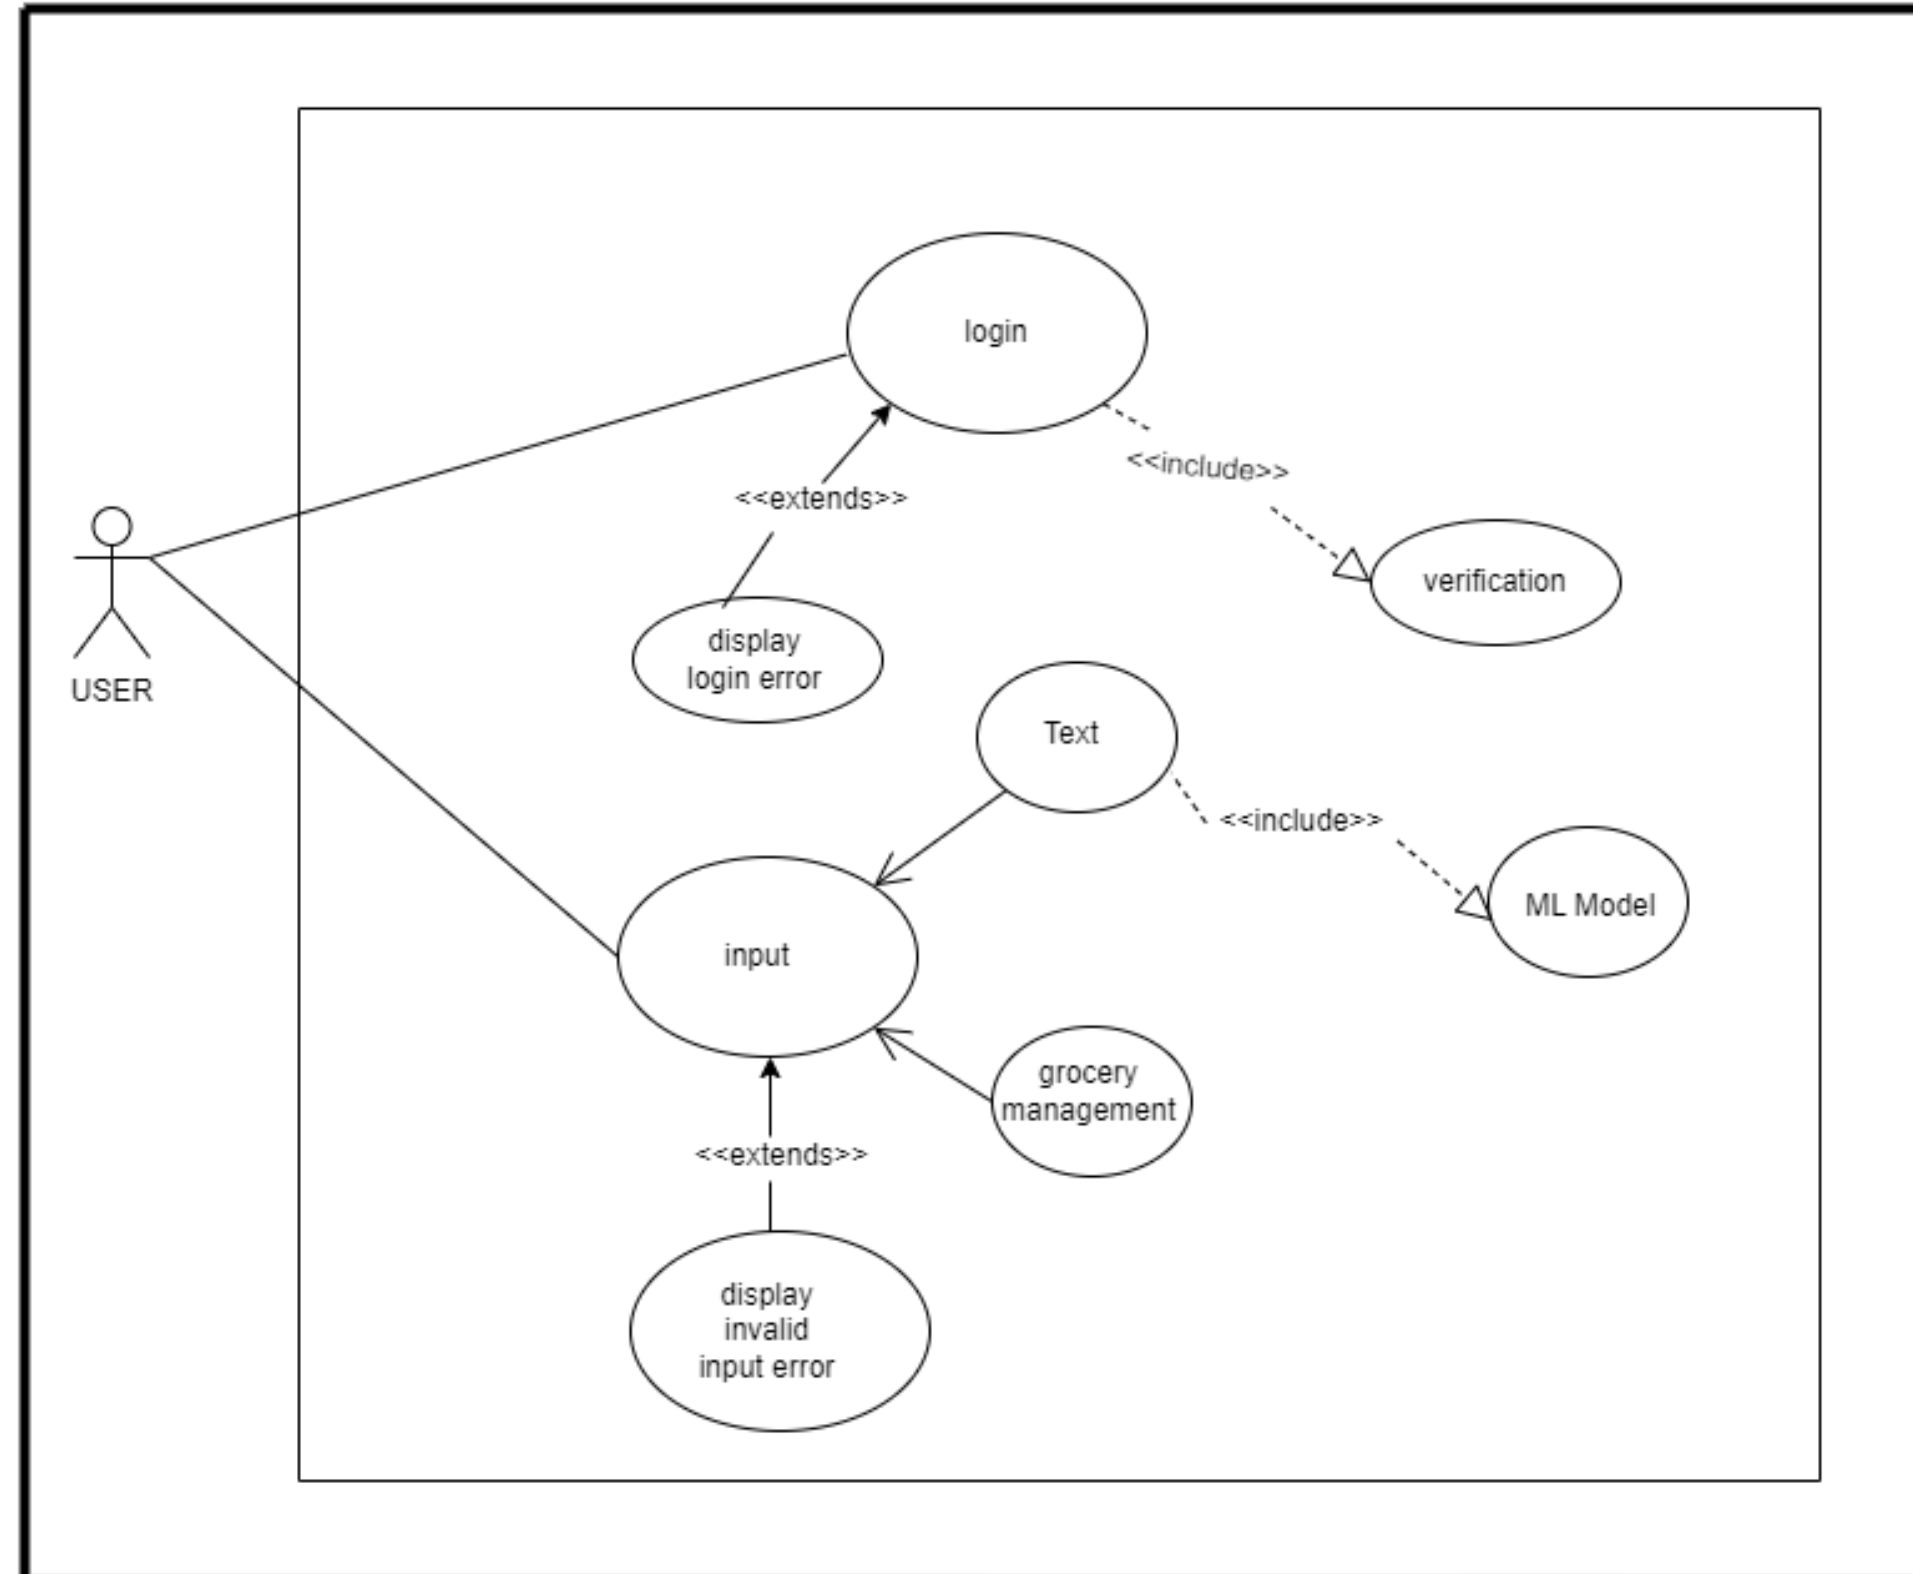 login
<<include>>
<<extends>>
verification
display
login error
USER
Text
<<include>>
ML Model
input
grocery
management
<<extends>>
display
invalid
input error